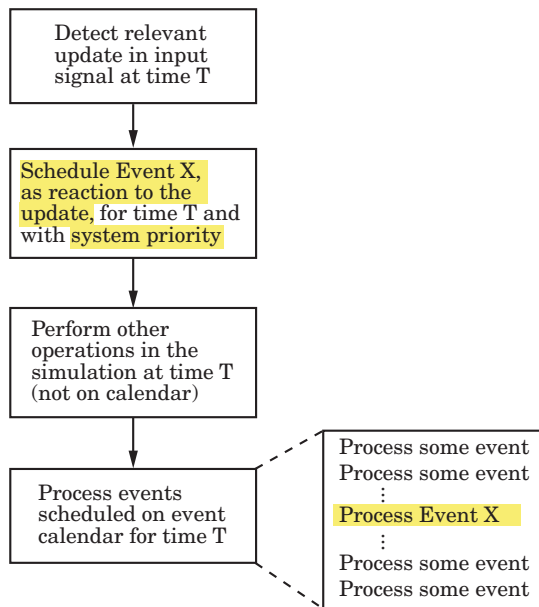 Detect relevant
update in input
signal at time T
Schedule Event X,
as reaction to the
update, for time T and
with system priority
Perform other
operations in the
simulation at time T
(not on calendar)
Process events
scheduled on event
calendar for time T
Process some event
Process some event
⋮
Process Event X
⋮
Process some event
Process some event